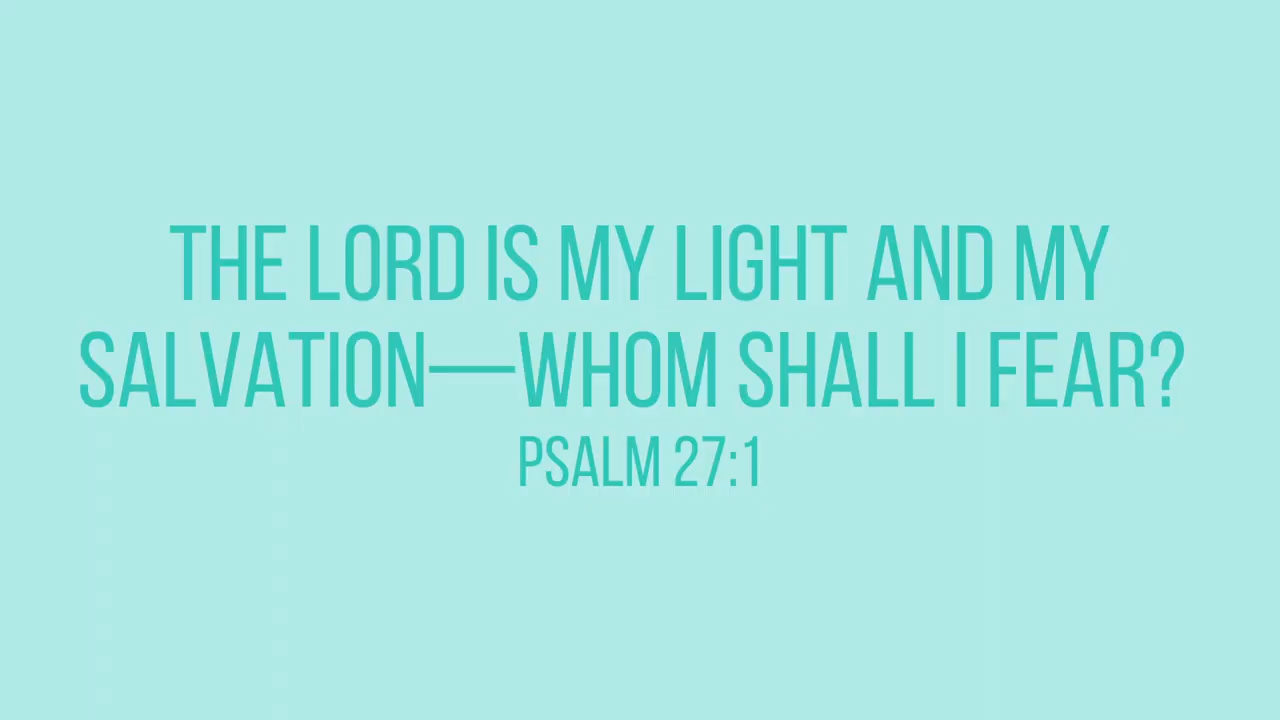 THE LORD IS MY LIGHT AND MY
SALVATION—WHOM SHALL I FEAR?
PSALM 27:1